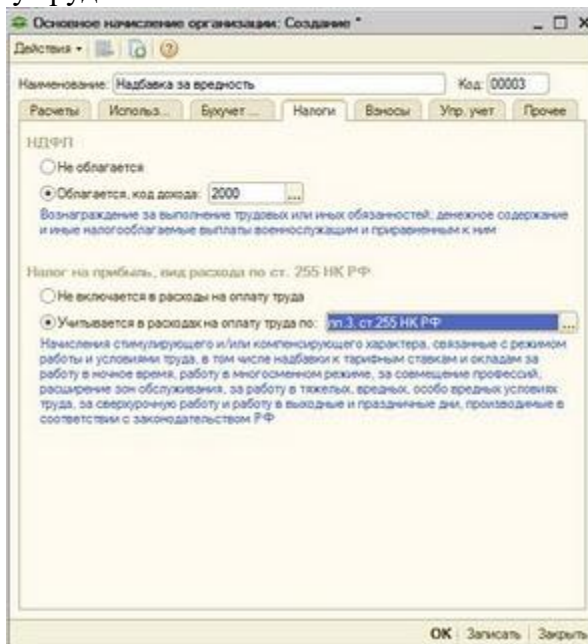 Основное начисление организации: Создание *
Действия
Наименование: Надбавка за вредность Код: 00003
Расчеты Использ... Бухучет ... Налоги Взносы Упр. учет Прочее
НДФЛ
Не облагается
Облагается, код дохода: 2000 ...
Вознаграждение за выполнение трудовых или иных обязанностей; денежное содержание
и иные налогооблагаемые выплаты военнослужащим и приравненным к ним
Налог на прибыль, вид расхода по ст. 255 НК РФ
Не включается в расходы на оплату труда
Учитывается в расходах на оплату труда по: пп.3, ст.255 НК РФ ...
Начисления стимулирующего и/или компенсирующего характера, связанные с режимом
работы и условиями труда, в том числе надбавки к тарифным ставкам и окладам за
работу в ночное время, работу в многосменном режиме, за совмещение профессий,
расширение зон обслуживания, за работу в тяжелых, вредных, особо вредных условиях
труда, за сверхурочную работу и работу в выходные и праздничные дни, производимые в
соответствии с законодательством РФ
OK Записать Закрыть